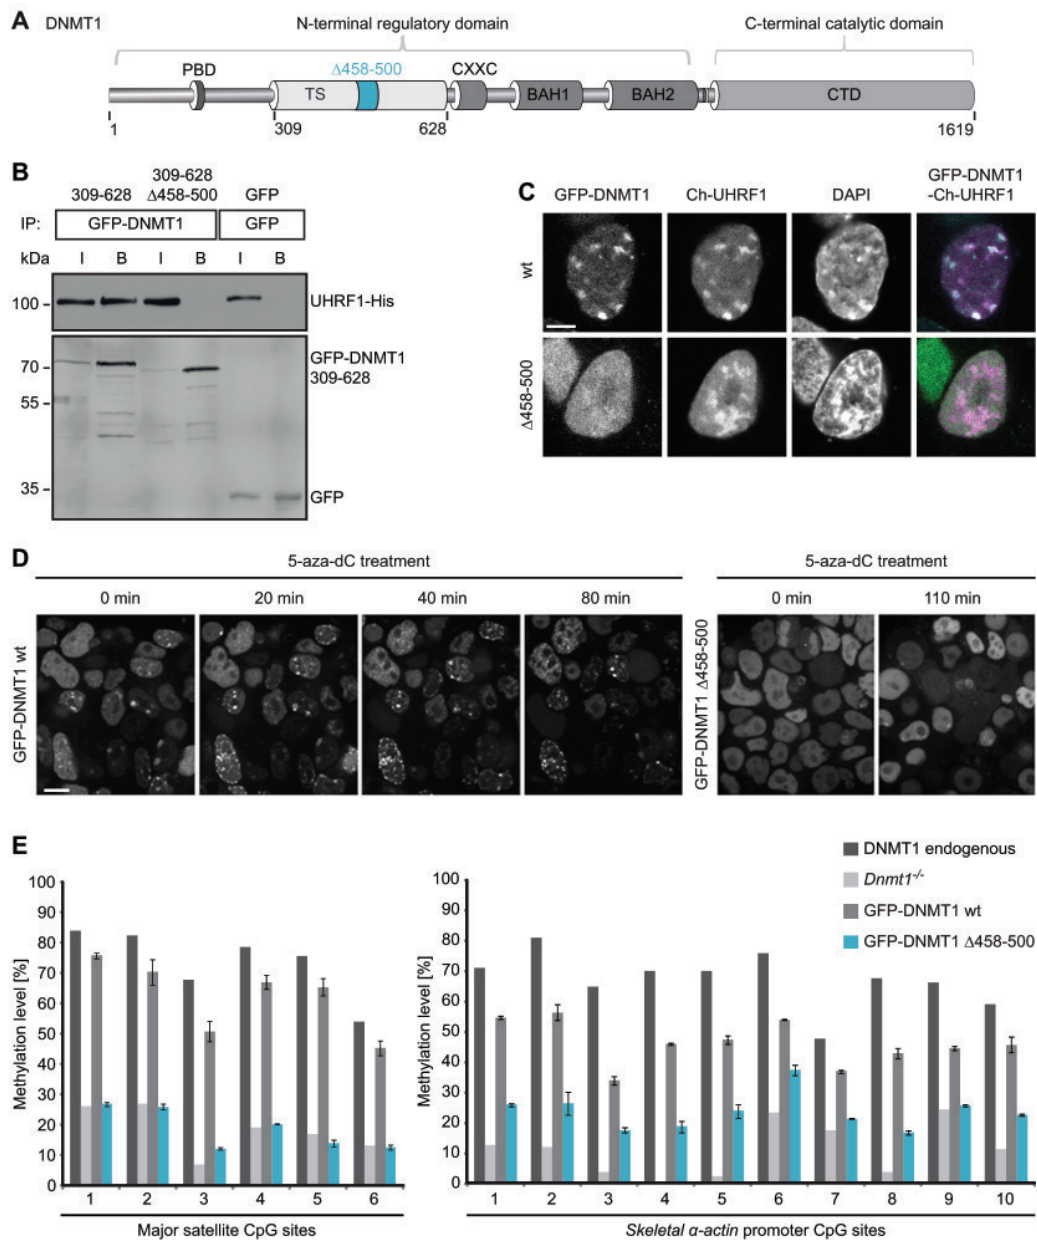 A
DNMT1
N-terminal regulatory domain
C-terminal catalytic domain
PBD
Δ458-500
CXXC
TS
BAH1
BAH2
CTD
1
309
628
1619
B
309-628
309-628
Δ458-500
GFP
IP:
GFP-DNMT1
GFP
kDa
I
B
I
B
I
B
100
UHRF1-His
70
GFP-DNMT1
309-628
55
35
GFP
C
GFP-DNMT1
Ch-UHRF1
DAPI
GFP-DNMT1
-Ch-UHRF1
wt
Δ458-500
D
5-aza-dC treatment
5-aza-dC treatment
0 min
20 min
40 min
80 min
0 min
110 min
GFP-DNMT1 wt
GFP-DNMT1 Δ458-500
E
DNMT1 endogenous
Dnmt1-/-
GFP-DNMT1 wt
GFP-DNMT1 Δ458-500
Methylation level [%]
100
90
80
70
60
50
40
30
20
10
0
1 2 3 4 5 6
Major satellite CpG sites
Methylation level [%]
100
90
80
70
60
50
40
30
20
10
0
1 2 3 4 5 6 7 8 9 10
Skeletal α-actin promoter CpG sites